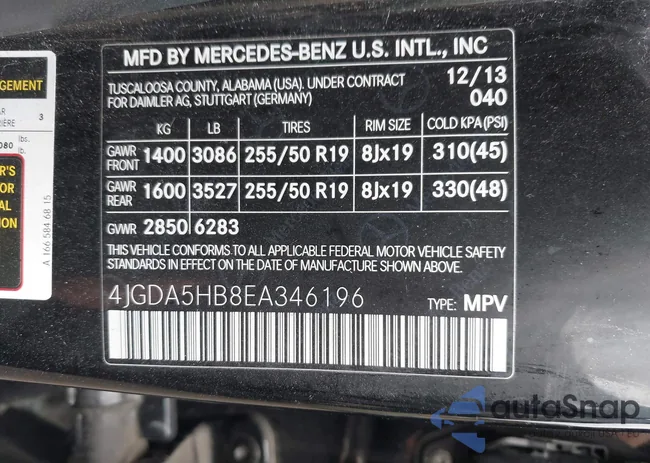 AGEMENT
3
lbs.
lb.
A 166 584 68 15
MFD BY MERCEDES-BENZ U.S. INTL., INC
TUSCALOOSA COUNTY, ALABAMA (USA). UNDER CONTRACT 12/13
FOR DAIMLER AG, STUTTGART (GERMANY) 040
KG LB TIRES RIM SIZE COLD KPA(PSI)
GAWR FRONT 1400 3086 255/50 R19 8Jx19 310(45)
GAWR REAR 1600 3527 255/50 R19 8Jx19 330(48)
GVWR 2850 6283
THIS VEHICLE CONFORMS TO ALL APPLICABLE FEDERAL MOTOR VEHICLE SAFETY
STANDARDS IN EFFECT ON THE DATE OF MANUFACTURE SHOWN ABOVE.
4JGDA5HB8EA346196 TYPE: MPV
autoSnap